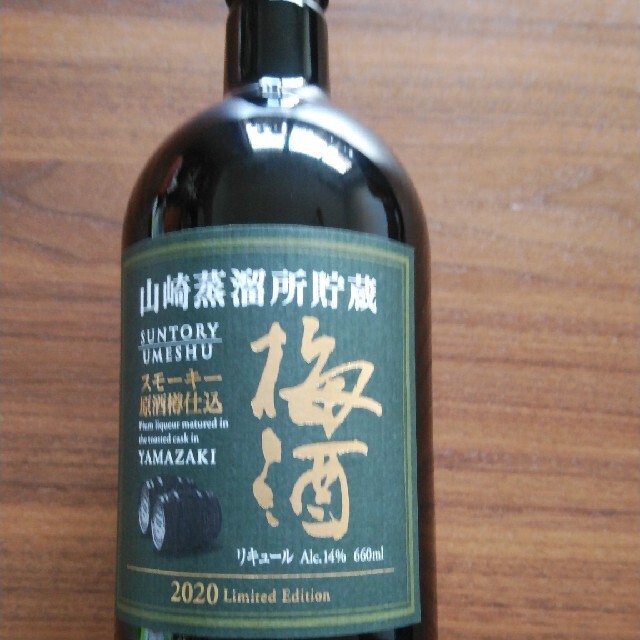 山崎蒸溜所貯蔵
SUNTORY
UMESHU
スモーキー
原酒樽仕込
Plum liqueur matured in
the toasted cask in
YAMAZAKI
梅酒
リキュール Alc.14% 660ml
2020 Limited Edition